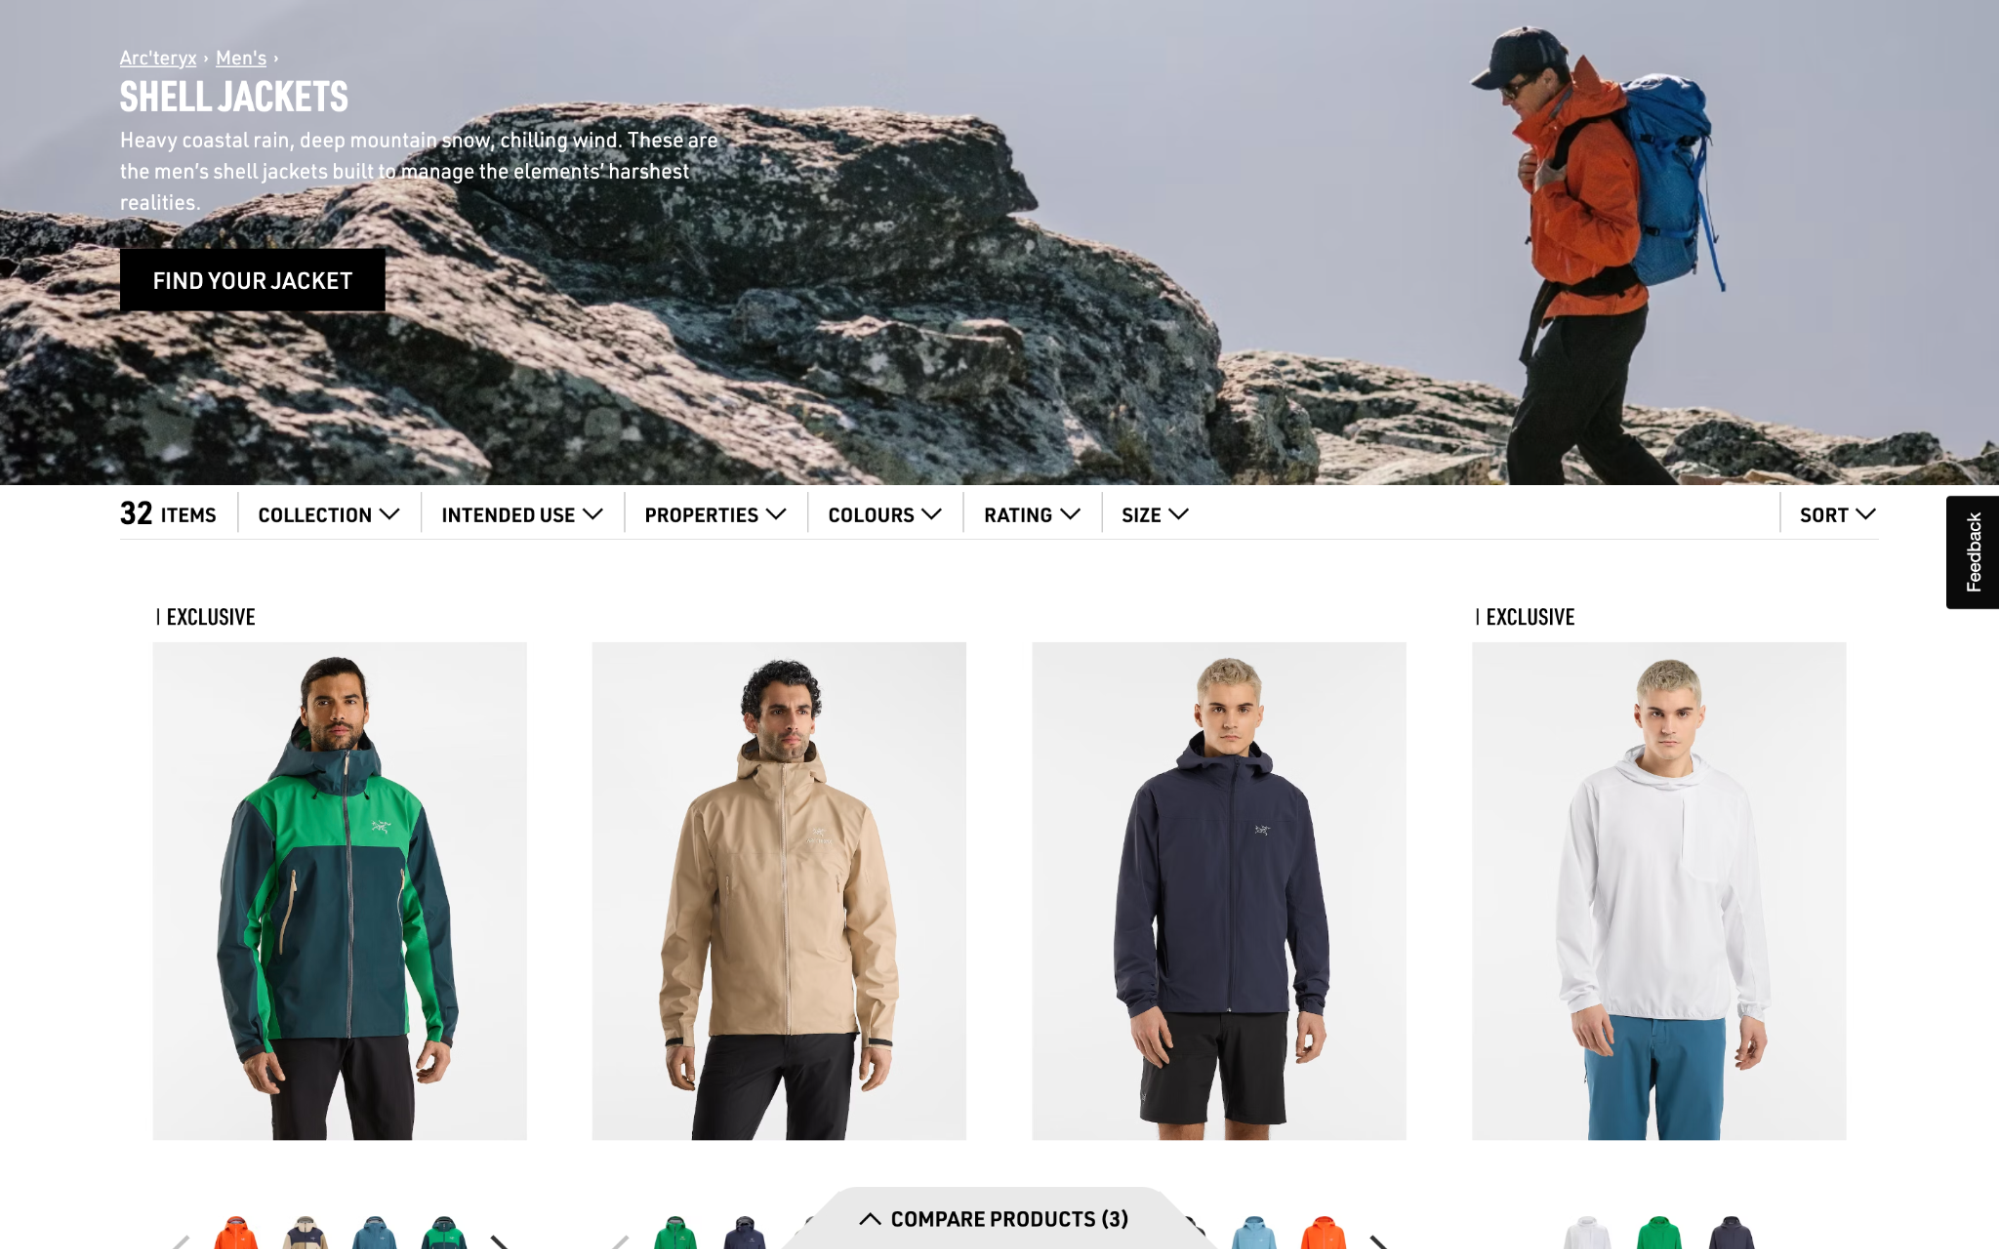 Arc'teryx › Men's ›
SHELL JACKETS
Heavy coastal rain, deep mountain snow, chilling wind. These are
the men’s shell jackets built to manage the elements’ harshest
realities.
FIND YOUR JACKET
32 ITEMS
COLLECTION
INTENDED USE
PROPERTIES
COLOURS
RATING
SIZE
SORT
Feedback
EXCLUSIVE
EXCLUSIVE
COMPARE PRODUCTS (3)